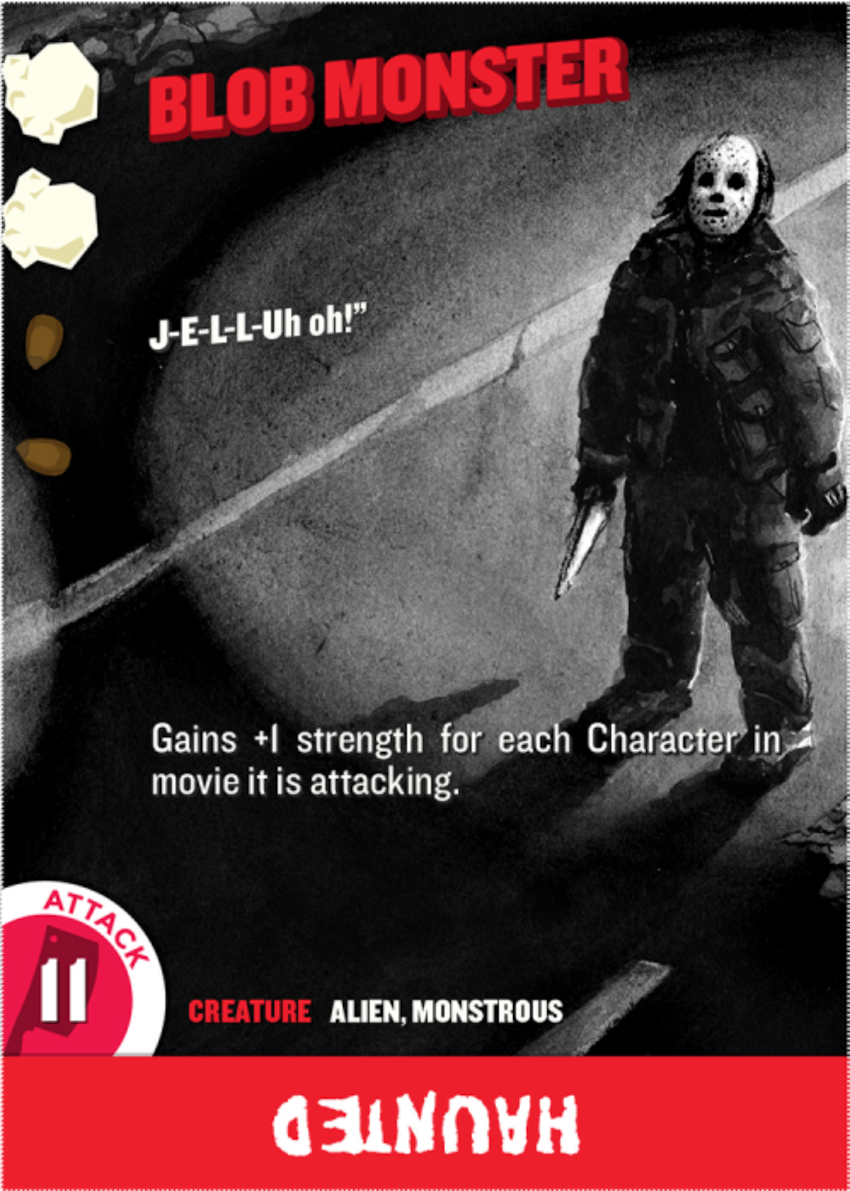 BLOB MONSTER
J-E-L-L-Uh oh!”
Gains +1 strength for each Character in
movie it is attacking.
ATTACK
11
CREATURE ALIEN, MONSTROUS
HAUNTED